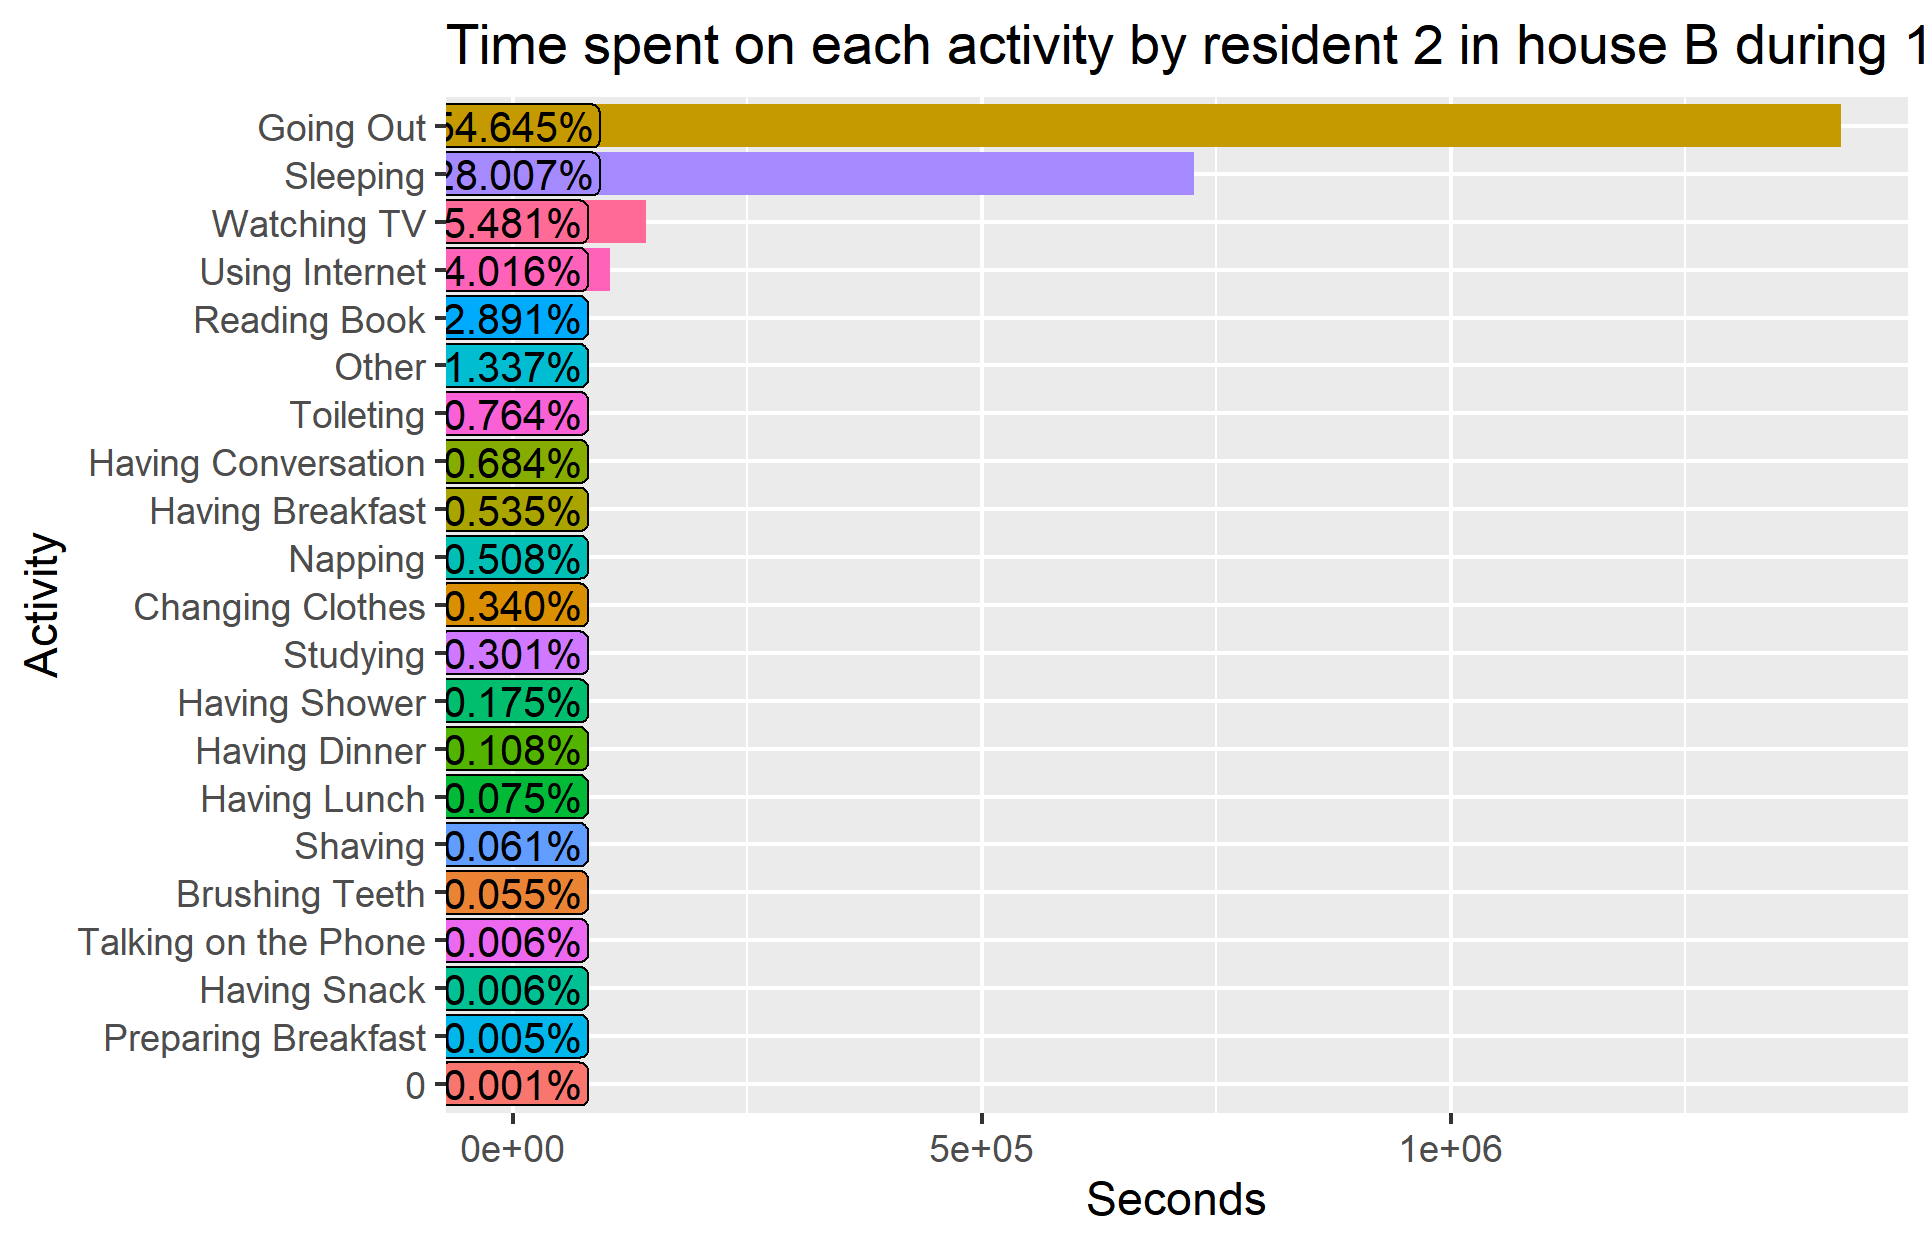 Time spent on each activity by resident 2 in house B during 1
Going Out 54.645%
Sleeping 28.007%
Watching TV 5.481%
Using Internet 4.016%
Reading Book 2.891%
Other 1.337%
Toileting 0.764%
Having Conversation 0.684%
Having Breakfast 0.535%
Napping 0.508%
Changing Clothes 0.340%
Studying 0.301%
Having Shower 0.175%
Having Dinner 0.108%
Having Lunch 0.075%
Shaving 0.061%
Brushing Teeth 0.055%
Talking on the Phone 0.006%
Having Snack 0.006%
Preparing Breakfast 0.005%
0 0.001%
Activity
0e+00 5e+05 1e+06
Seconds